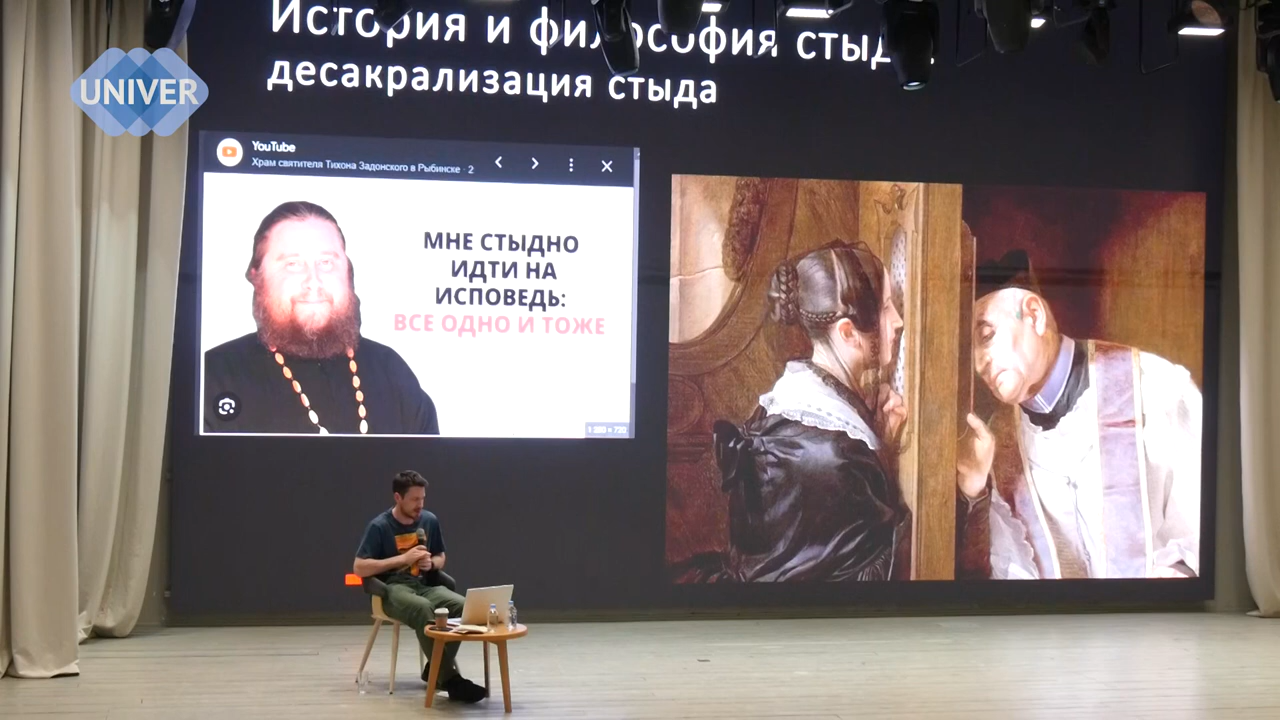 История и философия стыда:
десакрализация стыда
UNIVER
YouTube
Храм святителя Тихона Задонского в Рыбинске · 2
МНЕ СТЫДНО
ИДТИ НА
ИСПОВЕДЬ:
ВСЕ ОДНО И ТОЖЕ